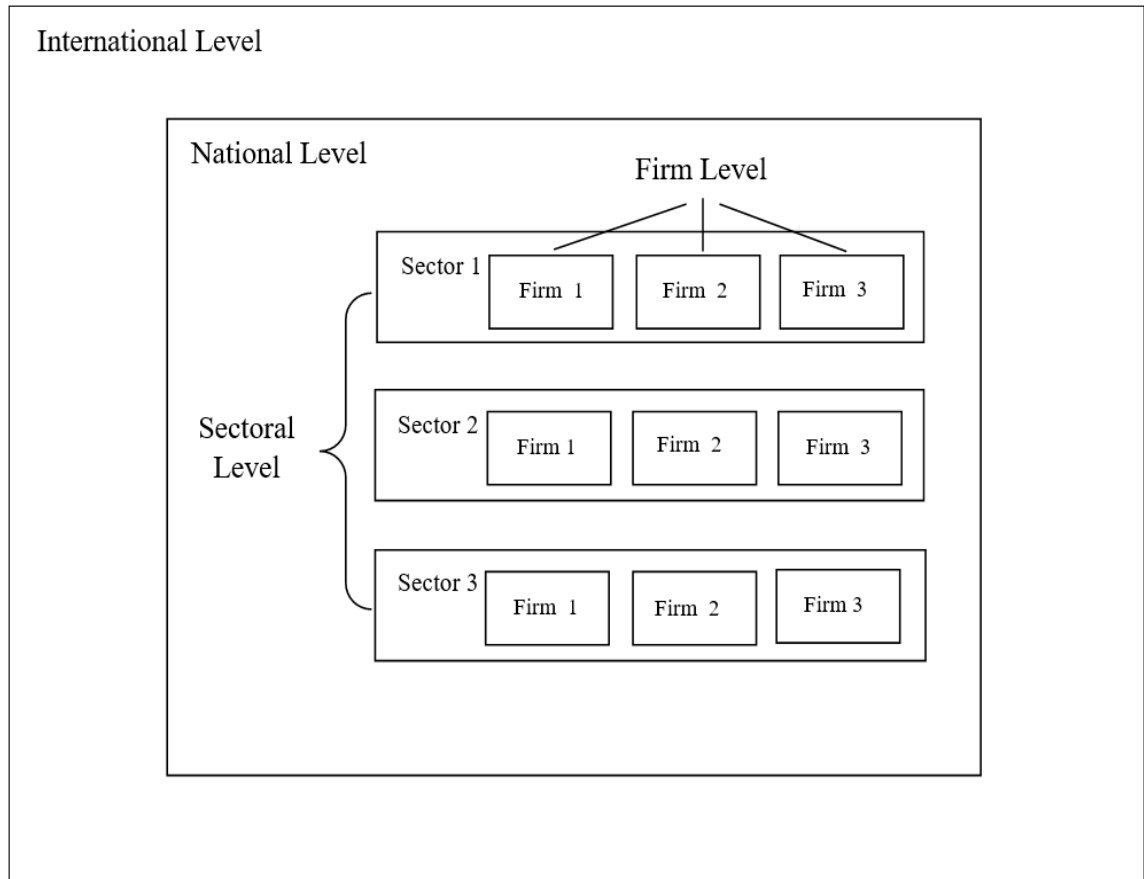 International Level
National Level
Firm Level
Sector 1
Firm 1
Firm 2
Firm 3
Sectoral
Level
Sector 2
Firm 1
Firm 2
Firm 3
Sector 3
Firm 1
Firm 2
Firm 3